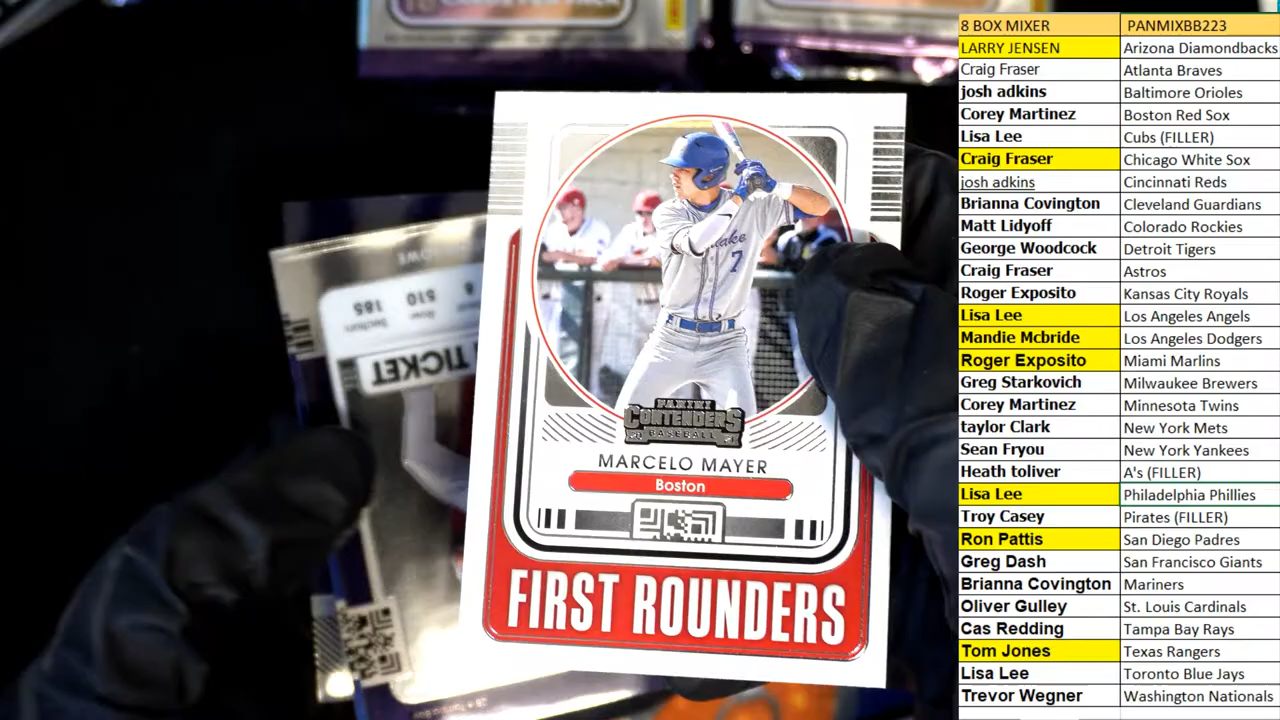 8 BOX MIXER PANMIXBB223
LARRY JENSEN Arizona Diamondbacks
Craig Fraser Atlanta Braves
josh adkins Baltimore Orioles
Corey Martinez Boston Red Sox
Lisa Lee Cubs (FILLER)
Craig Fraser Chicago White Sox
josh adkins Cincinnati Reds
Brianna Covington Cleveland Guardians
Matt Lidyoff Colorado Rockies
George Woodcock Detroit Tigers
Craig Fraser Astros
Roger Exposito Kansas City Royals
Lisa Lee Los Angeles Angels
Mandie Mcbride Los Angeles Dodgers
Roger Exposito Miami Marlins
Greg Starkovich Milwaukee Brewers
Corey Martinez Minnesota Twins
taylor Clark New York Mets
Sean Fryou New York Yankees
Heath toliver A's (FILLER)
Lisa Lee Philadelphia Phillies
Troy Casey Pirates (FILLER)
Ron Pattis San Diego Padres
Greg Dash San Francisco Giants
Brianna Covington Mariners
Oliver Gulley St. Louis Cardinals
Cas Redding Tampa Bay Rays
Tom Jones Texas Rangers
Lisa Lee Toronto Blue Jays
Trevor Wegner Washington Nationals
7
PANINI
CONTENDERS
BASEBALL
MARCELO MAYER
Boston
FIRST ROUNDERS
Section
185
Row
510
TICKET